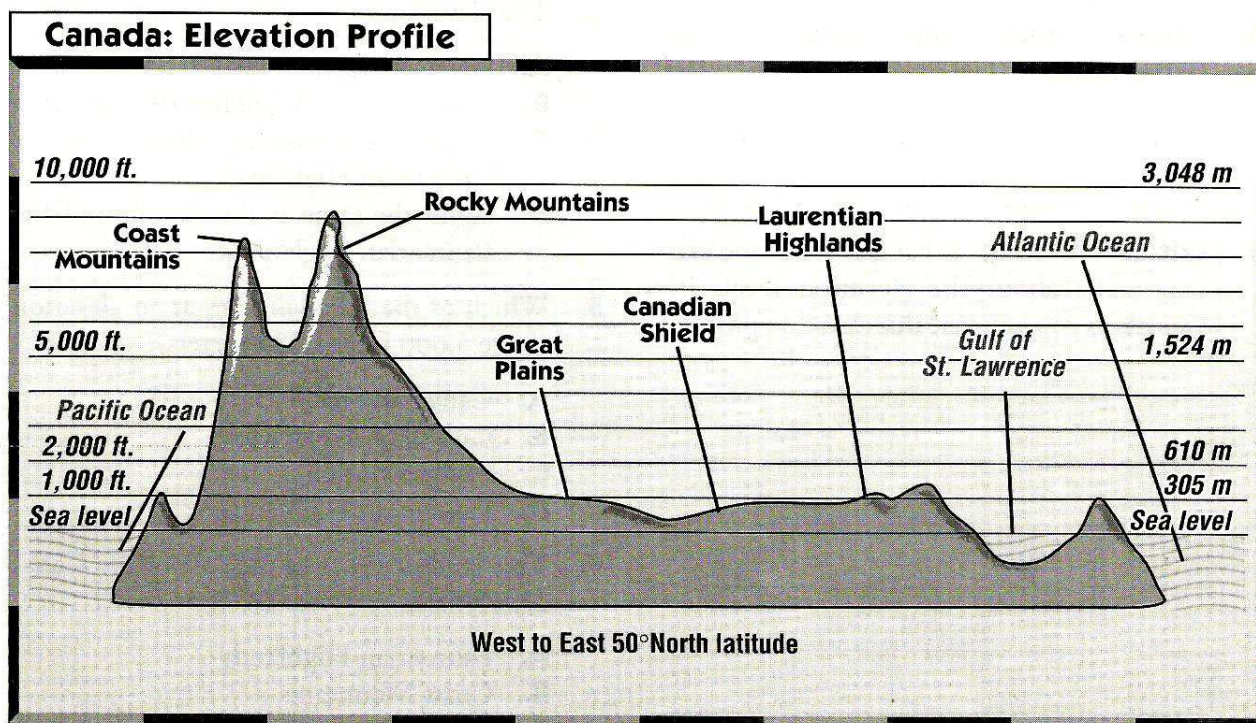 Canada: Elevation Profile
10,000 ft.
3,048 m
Coast
Mountains
Rocky Mountains
Laurentian
Highlands
Atlantic Ocean
5,000 ft.
1,524 m
Great
Plains
Canadian
Shield
Gulf of
St. Lawrence
Pacific Ocean
2,000 ft.
610 m
1,000 ft.
305 m
Sea level
Sea level
West to East 50°North latitude